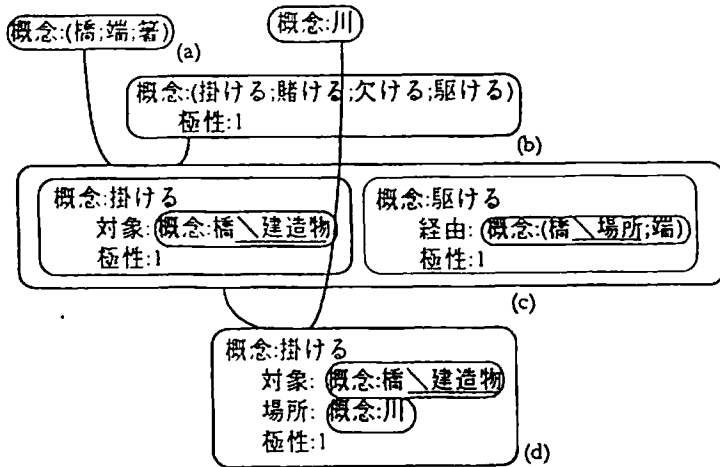 概念:(橋;端;箸)
(a)
概念:川
概念:(掛ける;賭ける;欠ける;駆ける)
極性:1
(b)
概念:掛ける
対象:概念:橋＼建造物
極性:1
概念:駆ける
経由:概念:(橋＼場所;端)
極性:1
(c)
概念:掛ける
対象:概念:橋＼建造物
場所:概念:川
極性:1
(d)